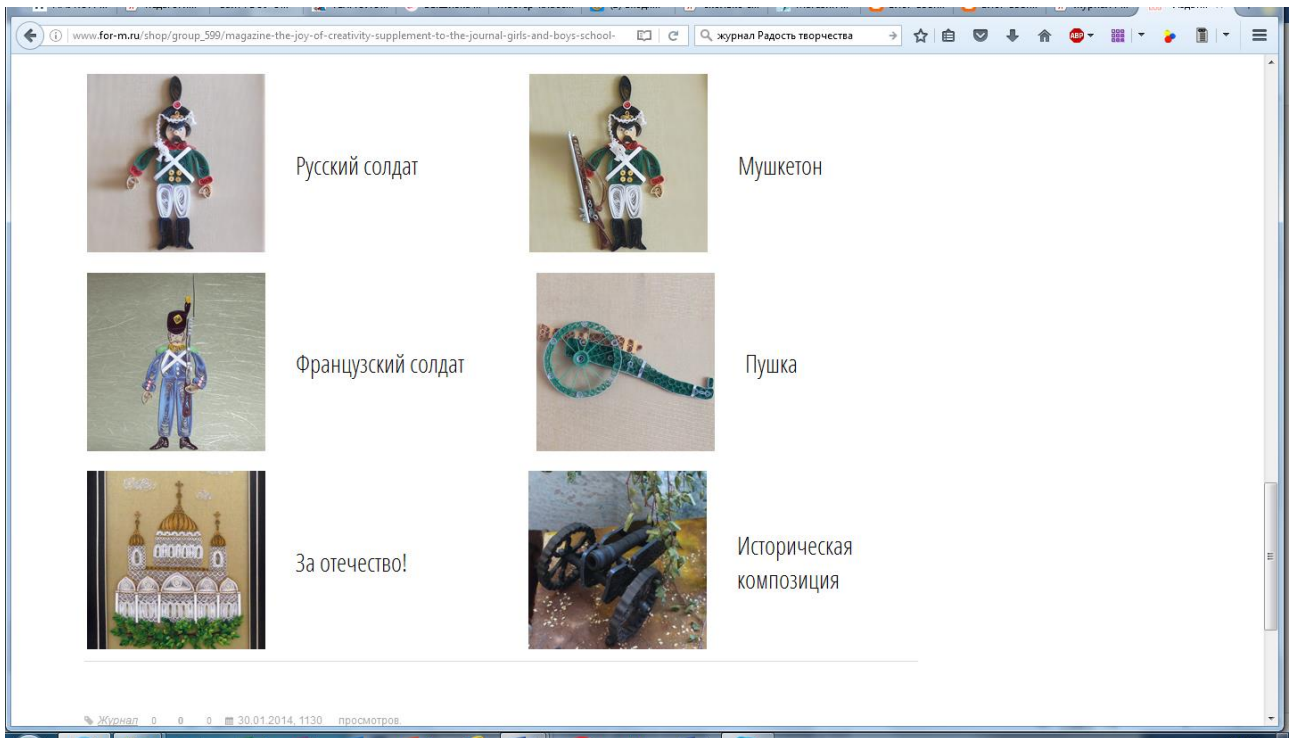 www.for-m.ru/shop/group_599/magazine-the-joy-of-creativity-supplement-to-the-journal-girls-and-boys-school-
журнал Радость творчества
ABP
Русский солдат
Мушкетон
Французский солдат
Пушка
За отечество!
Историческая
композиция
Журнал 0 0 0 30.01.2014, 1130 просмотров.